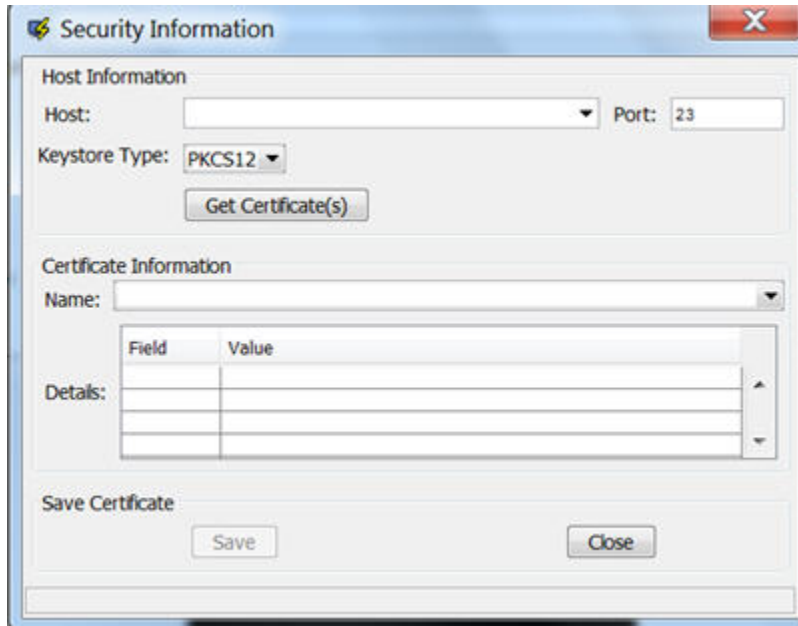 Security Information
Host Information
Host: Port: 23
Keystore Type: PKCS12
Get Certificate(s)
Certificate Information
Name:
Field Value
Details:
Save Certificate
Save Close